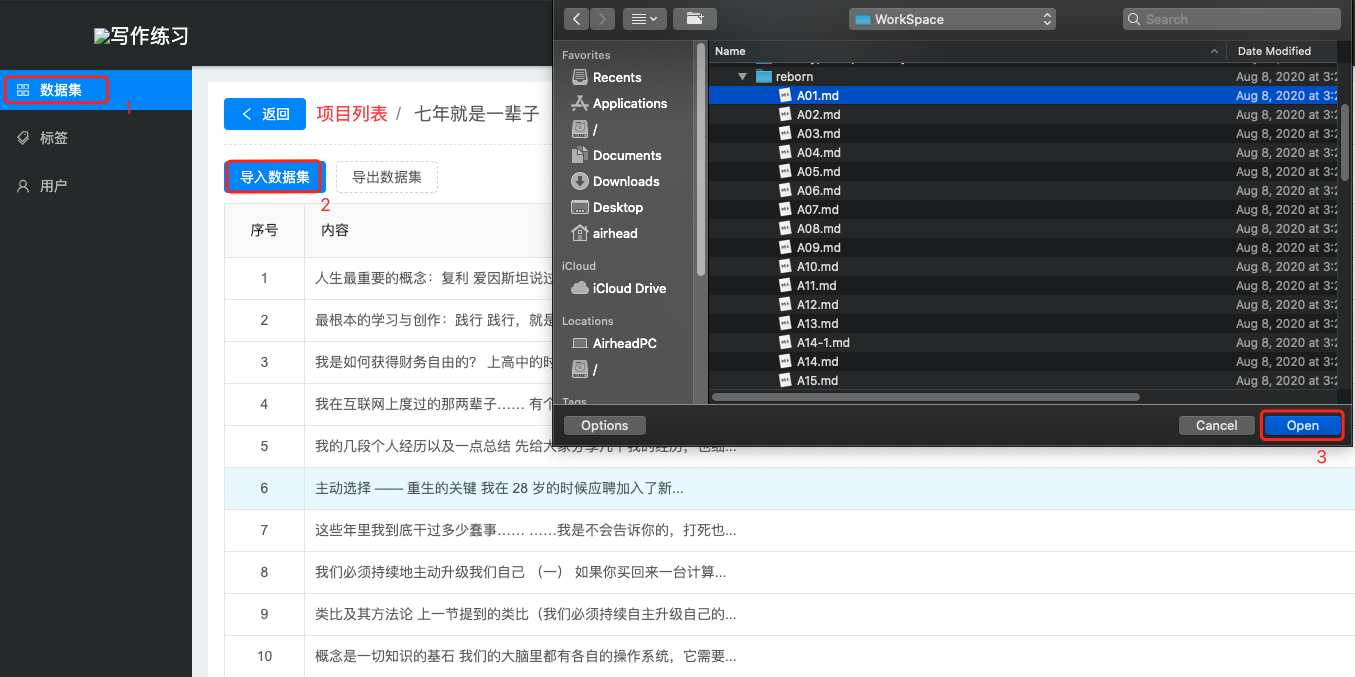 写作练习
数据集
1
标签
用户
返回 项目列表 / 七年就是一辈子
导入数据集 导出数据集
2
序号 内容
1 人生最重要的概念：复利 爱因斯坦说过
2 最根本的学习与创作：践行 践行，就是
3 我是如何获得财务自由的？ 上高中的时
4 我在互联网上度过的那两辈子…… 有个
5 我的几段个人经历以及一点总结 先给大家分享几个我的经历，也细...
6 主动选择 —— 重生的关键 我在 28 岁的时候应聘加入了新...
7 这些年里我到底干过多少蠢事…… ……我是不会告诉你的，打死也...
8 我们必须持续地主动升级我们自己 （一） 如果你买回来一台计算...
9 类比及其方法论 上一节提到的类比（我们必须持续自主升级自己的...
10 概念是一切知识的基石 我们的大脑里都有各自的操作系统，它需要...
WorkSpace
Search
Favorites
Recents
Applications
/
Documents
Downloads
Desktop
airhead
iCloud
iCloud Drive
Locations
AirheadPC
/
Tags
Name Date Modified
reborn Aug 8, 2020 at 3:2
A01.md Aug 8, 2020 at 3:2
A02.md Aug 8, 2020 at 3:2
A03.md Aug 8, 2020 at 3:2
A04.md Aug 8, 2020 at 3:2
A05.md Aug 8, 2020 at 3:2
A06.md Aug 8, 2020 at 3:2
A07.md Aug 8, 2020 at 3:2
A08.md Aug 8, 2020 at 3:2
A09.md Aug 8, 2020 at 3:2
A10.md Aug 8, 2020 at 3:2
A11.md Aug 8, 2020 at 3:2
A12.md Aug 8, 2020 at 3:2
A13.md Aug 8, 2020 at 3:2
A14-1.md Aug 8, 2020 at 3:2
A14.md Aug 8, 2020 at 3:2
A15.md Aug 8, 2020 at 3:2
Options Cancel Open
3